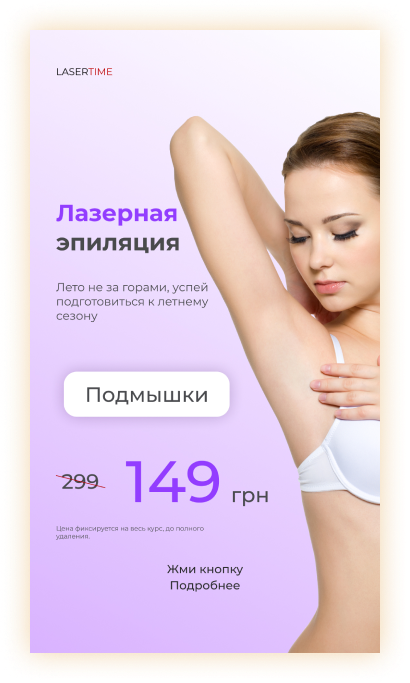 LASERTIME
Лазерная
эпиляция
Лето не за горами, успей
подготовиться к летнему
сезону
Подмышки
299 149 грн
Цена фиксируется на весь курс, до полного
удаления.
Жми кнопку
Подробнее